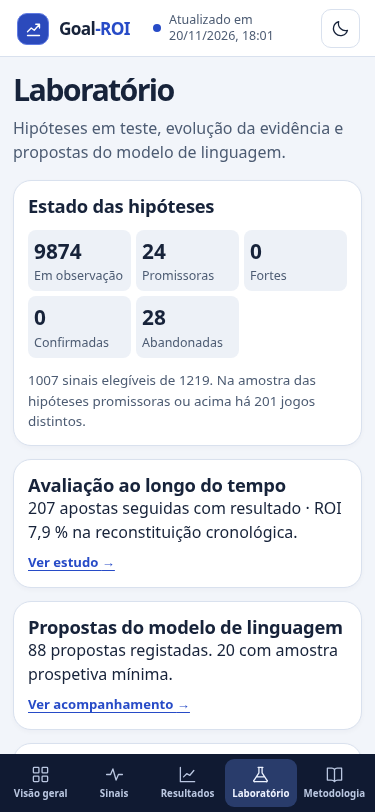 Goal-ROI
Atualizado em
20/11/2026, 18:01
Laboratório
Hipóteses em teste, evolução da evidência e
propostas do modelo de linguagem.
Estado das hipóteses
9874
Em observação
24
Promissoras
0
Fortes
0
Confirmadas
28
Abandonadas
1007 sinais elegíveis de 1219. Na amostra das
hipóteses promissoras ou acima há 201 jogos
distintos.
Avaliação ao longo do tempo
207 apostas seguidas com resultado · ROI
7,9 % na reconstituição cronológica.
Ver estudo →
Propostas do modelo de linguagem
88 propostas registadas. 20 com amostra
prospetiva mínima.
Ver acompanhamento →
Visão geral
Sinais
Resultados
Laboratório
Metodologia